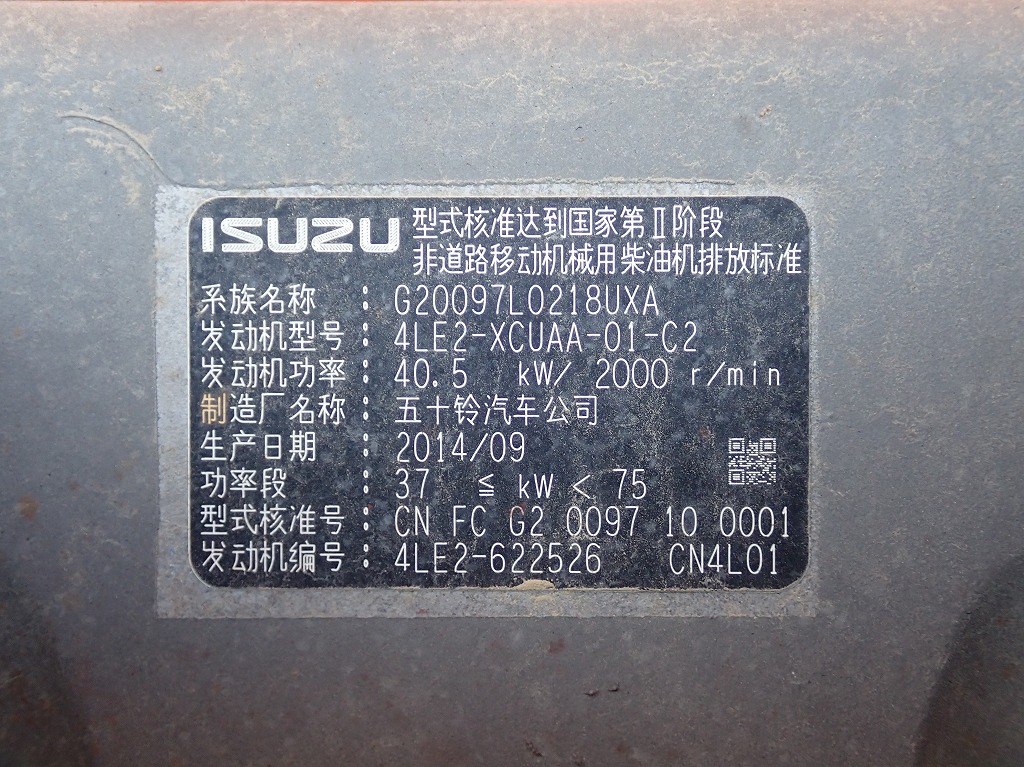 ISUZU 型式核准达到国家第Ⅱ阶段
非道路移动机械用柴油机排放标准
系族名称 : G20097L0218UXA
发动机型号 : 4LE2-XCUAA-01-C2
发动机功率 : 40.5 kW/ 2000 r/min
制造厂名称 : 五十铃汽车公司
生产日期 : 2014/09
功率段 : 37 ≦ kW < 75
型式核准号 : CN FC G2 0097 10 0001
发动机编号 : 4LE2-622526 CN4L01